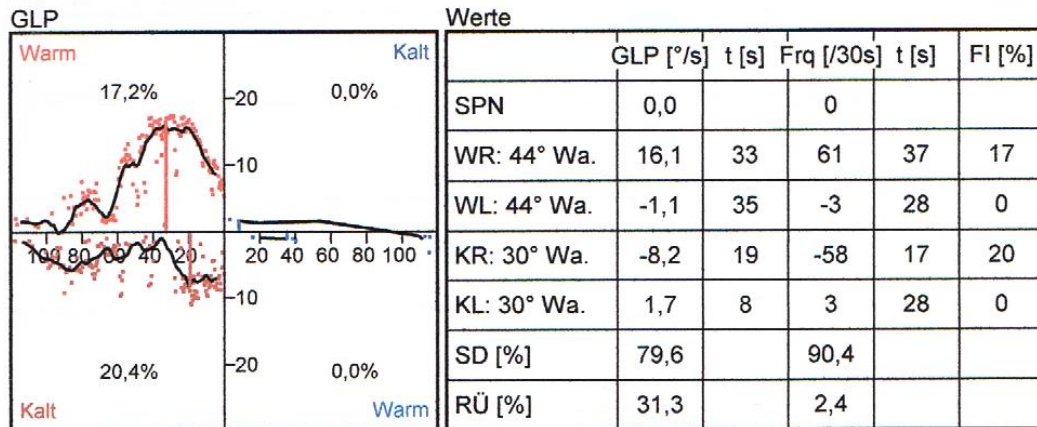 GLP
Warm
Kalt
17,2%
0,0%
20
10
100 80 60 40 20
20 40 60 80 100
10
20
20,4%
0,0%
Kalt
Warm
Werte
GLP [°/s] t [s] Frq [/30s] t [s] FI [%]
SPN 0,0 0
WR: 44° Wa. 16,1 33 61 37 17
WL: 44° Wa. -1,1 35 -3 28 0
KR: 30° Wa. -8,2 19 -58 17 20
KL: 30° Wa. 1,7 8 3 28 0
SD [%] 79,6 90,4
RÜ [%] 31,3 2,4